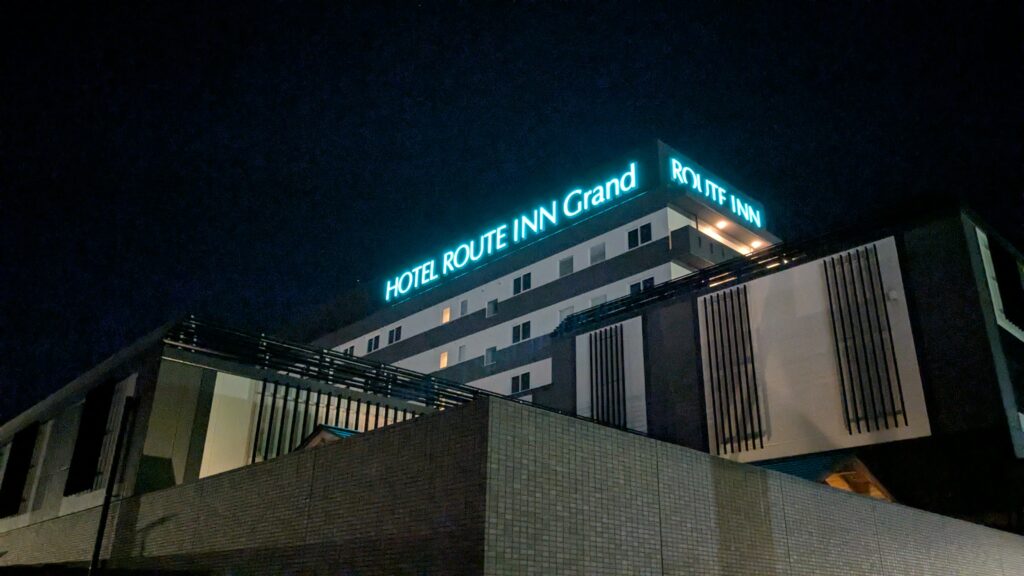 HOTEL ROUTE INN Grand
ROUTE INN